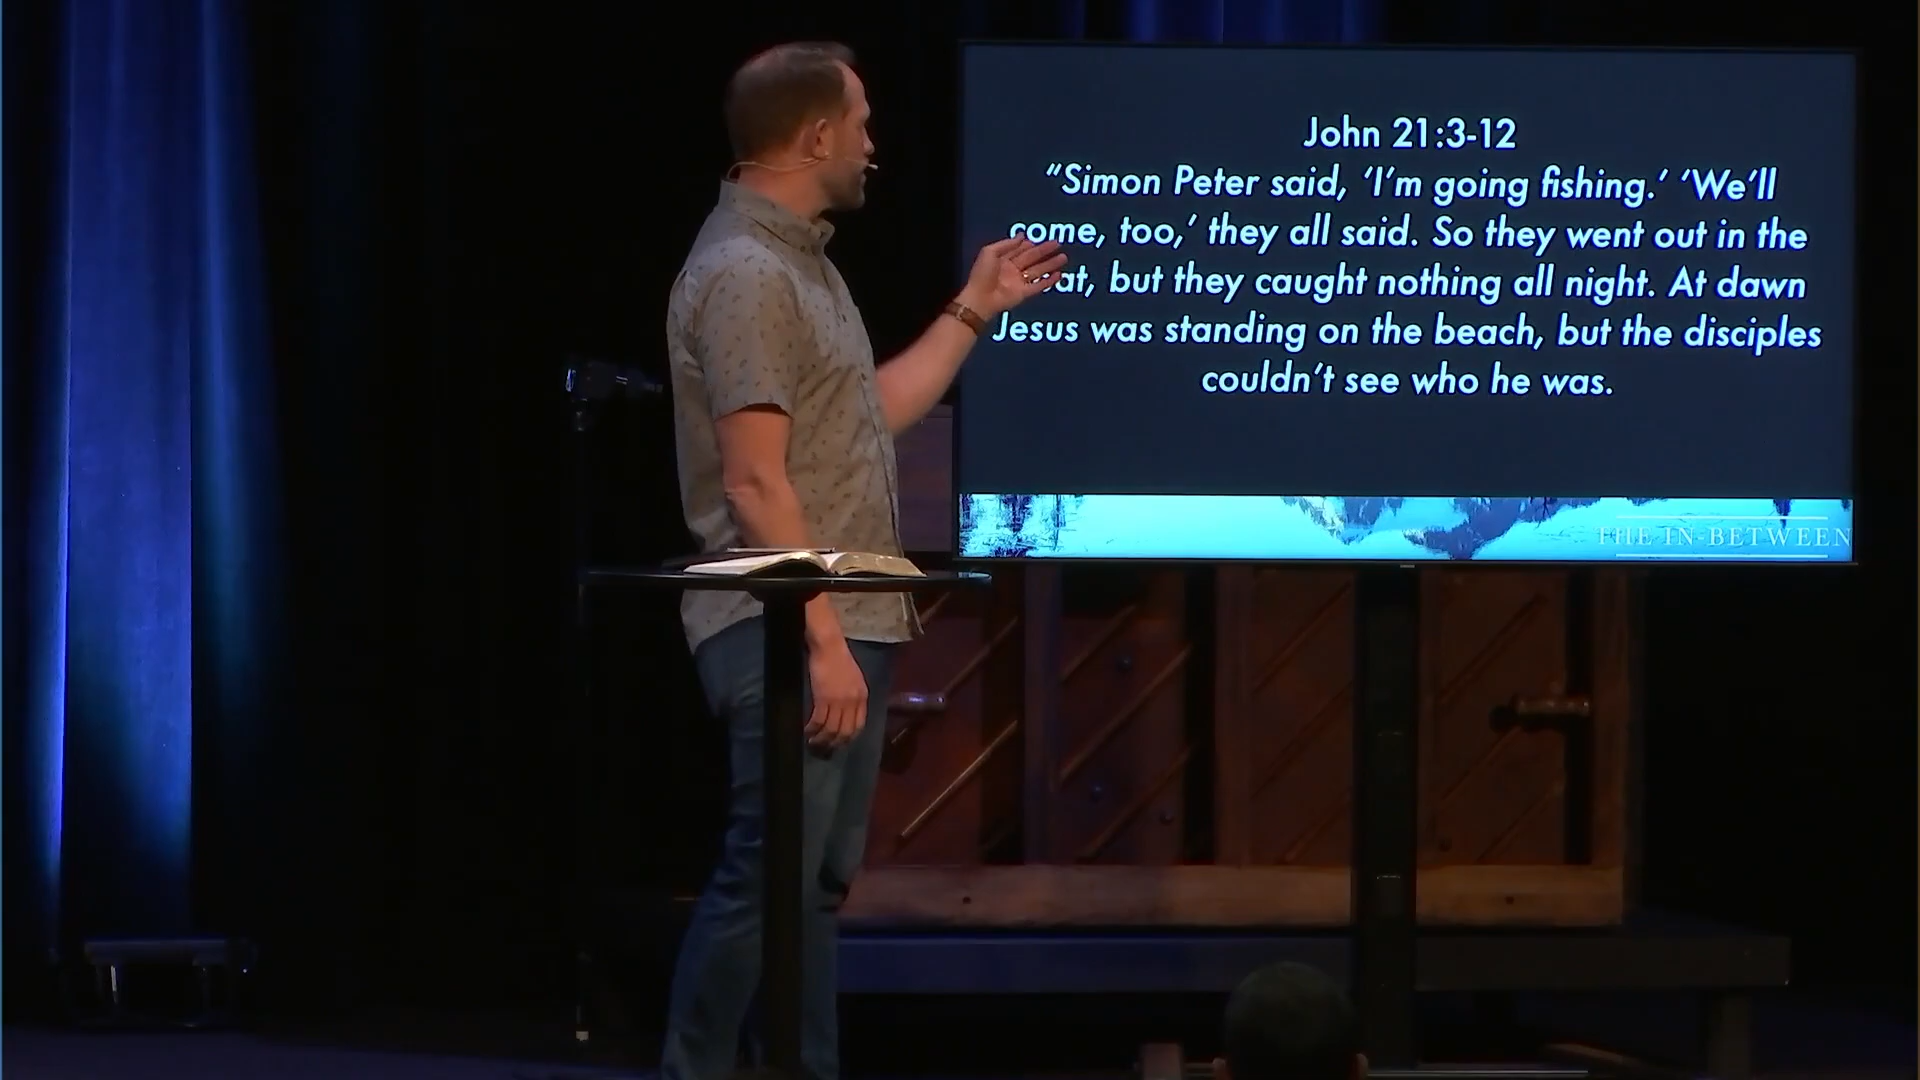 John 21:3-12
“Simon Peter said, ‘I’m going fishing.’ ‘We’ll
come, too,’ they all said. So they went out in the
at, but they caught nothing all night. At dawn
Jesus was standing on the beach, but the disciples
couldn’t see who he was.
THE IN-BETWEEN